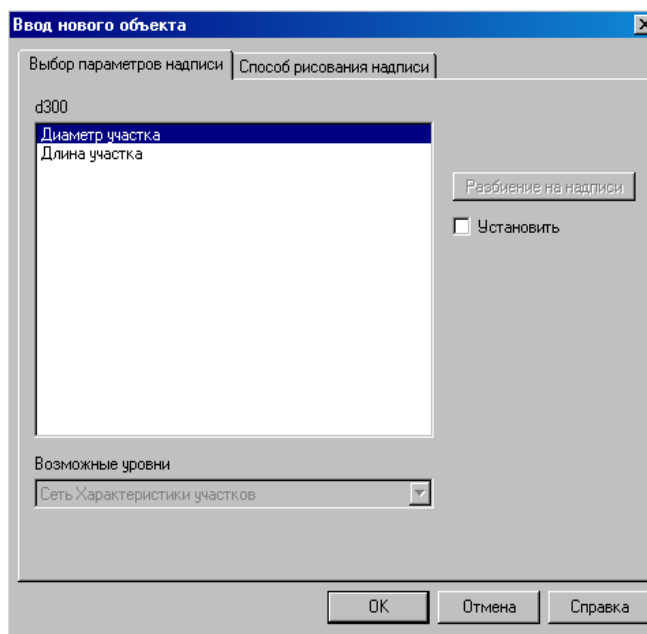 Ввод нового объекта
Выбор параметров надписи
Способ рисования надписи
d300
Диаметр участка
Длина участка
Разбиение на надписи
Установить
Возможные уровни
Сеть Характеристики участков
OK
Отмена
Справка